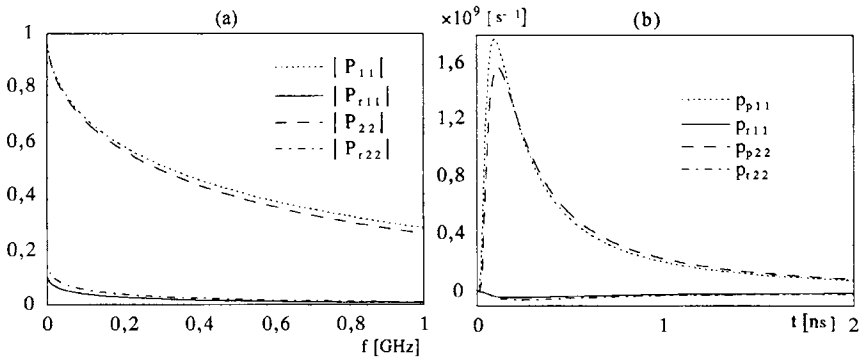 (a)
1
0,8
0,6
0,4
0,2
0
0
0,2
0,4
0,6
0,8
1
f [GHz]
| P11|
| Pr11|
| P22|
| Pr22|
(b)
×10⁹ [ s⁻¹ ]
1,6
1,2
0,8
0,4
0
0
1
t [ns]
2
pp11
pr11
pp22
pr22